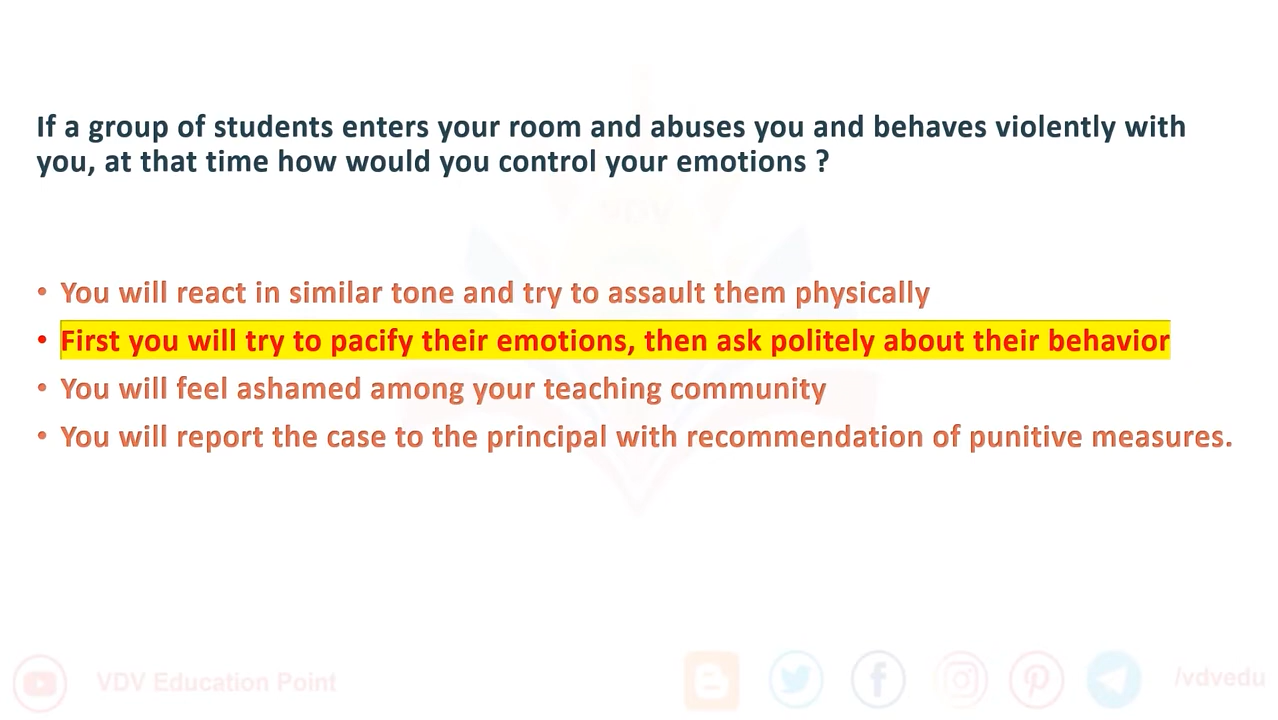 If a group of students enters your room and abuses you and behaves violently with
you, at that time how would you control your emotions ?
• You will react in similar tone and try to assault them physically
• First you will try to pacify their emotions, then ask politely about their behavior
• You will feel ashamed among your teaching community
• You will report the case to the principal with recommendation of punitive measures.
VDV Education Point
/vdvedu